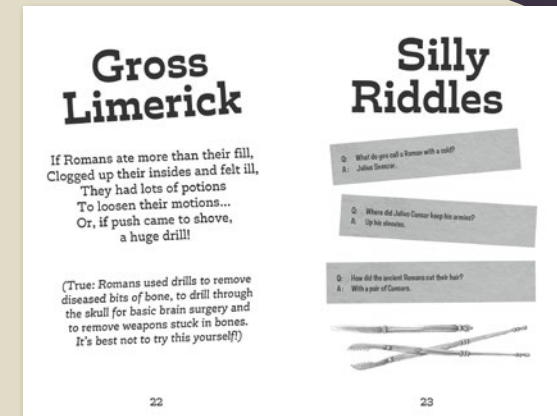 Gross
Limerick
If Romans ate more than their fill,
Clogged up their insides and felt ill,
They had lots of potions
To loosen their motions...
Or, if push came to shove,
a huge drill!
(True: Romans used drills to remove
diseased bits of bone, to drill through
the skull for basic brain surgery and
to remove weapons stuck in bones.
It's best not to try this yourself!)
22
Silly
Riddles
Q: What do you call a Roman with a cold?
A: Julius Sneezer.
Q: Where did Julius Caesar keep his armies?
A: Up his sleevies.
Q: How did the ancient Romans cut their hair?
A: With a pair of Caesars.
23